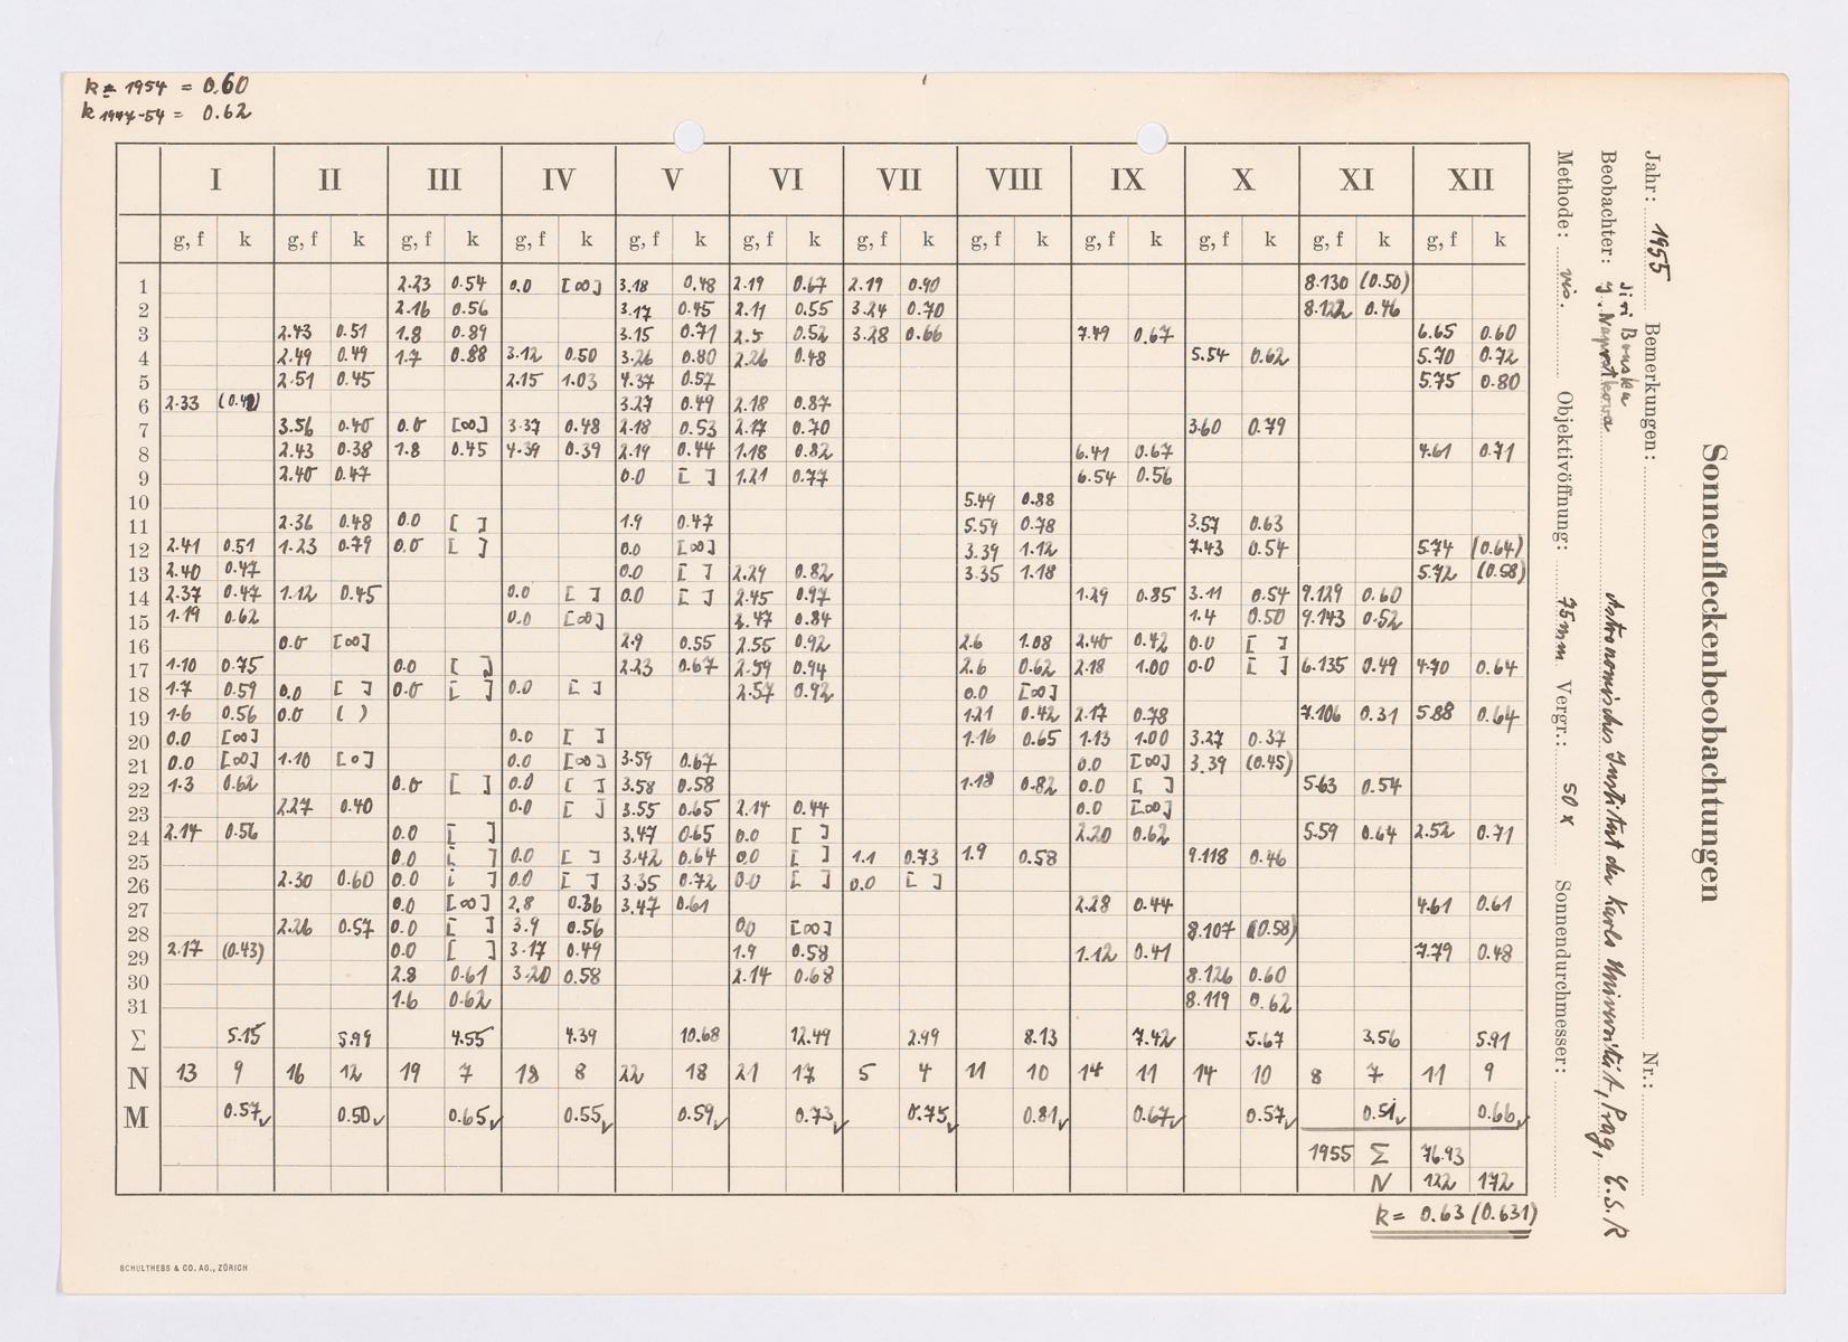 k 1954 = 0.60
k 1947-54 = 0.62
I II III IV V VI VII VIII IX X XI XII
g, f k g, f k g, f k g, f k g, f k g, f k g, f k g, f k g, f k g, f k g, f k g, f k
1 2.23 0.54 0.0 [∞] 3.18 0.48 2.19 0.67 2.19 0.90 8.130 (0.50)
2 2.16 0.56 3.17 0.45 2.11 0.55 3.24 0.70 8.122 0.46
3 2.43 0.51 1.8 0.89 3.15 0.71 2.5 0.52 3.28 0.66 7.49 0.67 6.65 0.60
4 2.49 0.49 1.7 0.88 3.12 0.50 3.26 0.80 2.26 0.48 5.54 0.62 5.70 0.72
5 2.51 0.45 2.15 1.03 4.37 0.57 5.75 0.80
6 2.33 3.27 0.49 2.18 0.87
7 3.56 0.40 0.0 [∞] 3.37 0.48 2.18 0.53 2.17 0.70 3.60 0.79
8 2.43 0.38 1.8 0.45 4.39 0.39 2.19 0.44 1.18 0.82 6.41 0.67 4.61 0.71
9 2.40 0.47 0.0 [ ] 1.21 0.77 6.54 0.56
10 5.49 0.88
11 2.36 0.48 0.0 [ ] 1.9 0.47 5.59 0.78 3.57 0.63
12 2.41 0.51 1.23 0.79 0.0 [ ] 0.0 [∞] 3.39 1.12 7.43 0.54 5.74 (0.64)
13 2.40 0.47 0.0 [ ] 2.29 0.82 3.35 1.18 5.72 (0.58)
14 2.37 0.47 1.12 0.45 0.0 [ ] 0.0 [ ] 2.45 0.97 1.29 0.85 3.11 0.54 9.129 0.60
15 1.19 0.62 0.0 [∞] 3.47 0.84 1.4 0.50 9.143 0.52
16 0.0 [∞] 2.9 0.55 2.55 0.92 2.6 1.08 2.40 0.42 0.0 [ ]
17 1.10 0.75 0.0 [ ] 2.23 0.67 2.59 0.94 2.6 0.62 2.18 1.00 0.0 [ ] 6.135 0.49 4.70 0.64
18 1.7 0.59 0.0 [ ] 0.0 [ ] 0.0 [ ] 2.57 0.92 0.0 [∞]
19 1.6 0.56 0.0 ( ) 1.21 0.42 2.17 0.78 7.106 0.31 5.88 0.64
20 0.0 [∞] 0.0 [ ] 1.16 0.65 1.13 1.00 3.27 0.37
21 0.0 [∞] 1.10 [0] 0.0 [∞] 3.59 0.67 0.0 [∞] 3.39 (0.45)
22 1.3 0.62 0.0 [ ] 0.0 [ ] 3.58 0.58 1.18 0.82 0.0 [ ] 5.63 0.54
23 2.27 0.40 0.0 [ ] 3.55 0.65 2.14 0.44 0.0 [∞]
24 2.14 0.56 0.0 [ ] 3.47 0.65 0.0 [ ] 2.20 0.62 5.59 0.64 2.52 0.71
25 0.0 [ ] 0.0 [ ] 3.42 0.64 0.0 [ ] 1.1 0.73 1.9 0.58 9.118 0.46
26 2.30 0.60 0.0 [ ] 0.0 [ ] 3.35 0.72 0.0 [ ] 0.0 [ ]
27 0.0 [∞] 2.8 0.36 3.47 0.61 2.28 0.44 4.61 0.61
28 2.26 0.57 0.0 [ ] 3.9 0.56 0.0 [∞] 8.107 (0.58)
29 2.17 (0.43) 0.0 [ ] 3.17 0.49 1.9 0.58 1.12 0.41 7.79 0.48
30 2.8 0.61 3.20 0.58 2.14 0.68 8.126 0.60
31 1.6 0.62 8.119 0.62
Σ 5.15 5.99 4.55 4.39 10.68 12.49 2.99 8.13 7.42 5.67 3.56 5.91
N 13 9 16 12 19 7 18 8 22 18 21 17 5 4 11 10 14 11 14 10 8 7 11 9
M 0.57 0.50 0.65 0.55 0.59 0.73 0.75 0.81 0.67 0.57 0.51 0.66
1955 Σ 76.93
N 122 172
k = 0.63 (0.631)
SCHULTHESS & CO. AG., ZÜRICH
Sonnenfleckenbeobachtungen
Jahr: 1955 Bemerkungen: Nr.:
Jiri Bouska
Beobachter: Astronomisches Institut der Karls Universität, Prag, C.S.R
Methode: vis. Objektivöffnung: 75mm Vergr.: 50 x Sonnendurchmesser: